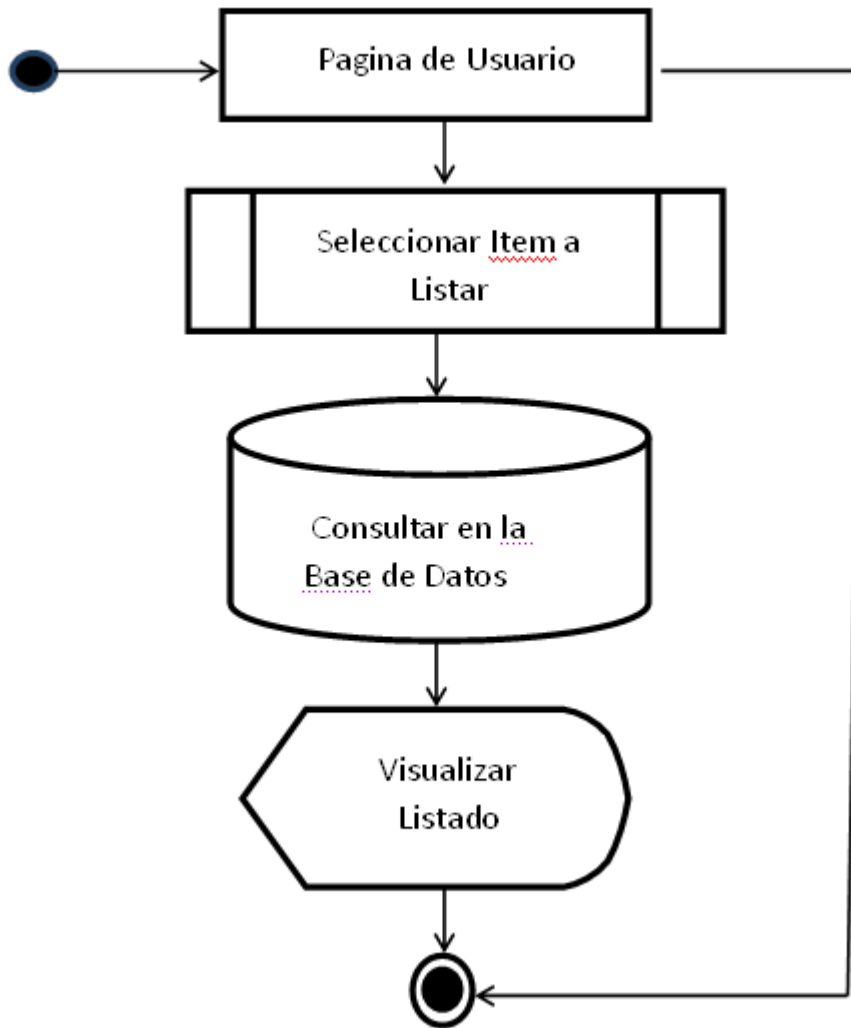 Pagina de Usuario
Seleccionar Item a
Listar
Consultar en la
Base de Datos
Visualizar
Listado